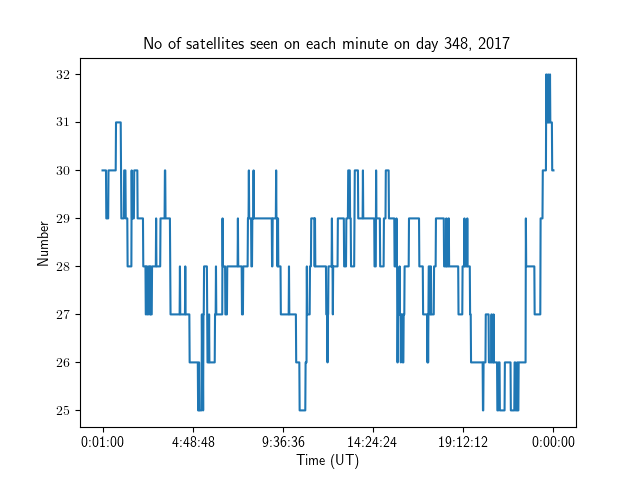 No of satellites seen on each minute on day 348, 2017
32
31
30
29
28
27
26
25
Number
0:01:00 4:48:48 9:36:36 14:24:24 19:12:12 0:00:00
Time (UT)